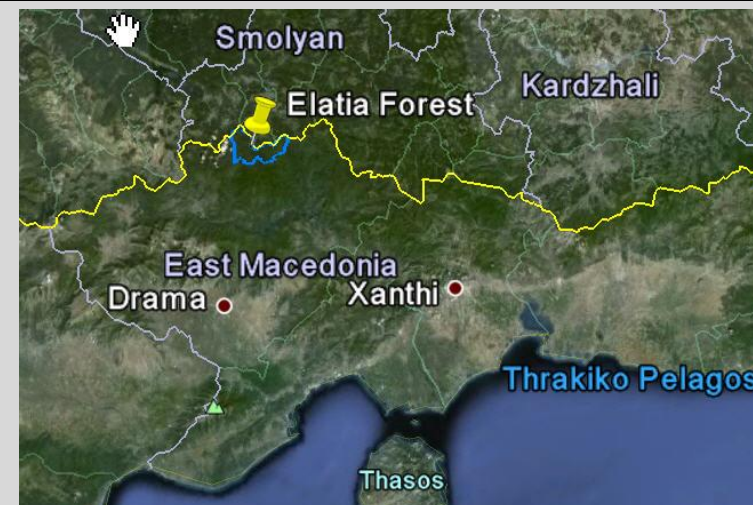 Smolyan
Kardzhali
Elatia Forest
East Macedonia
Drama
Xanthi
Thrakiko Pelagos
Thasos